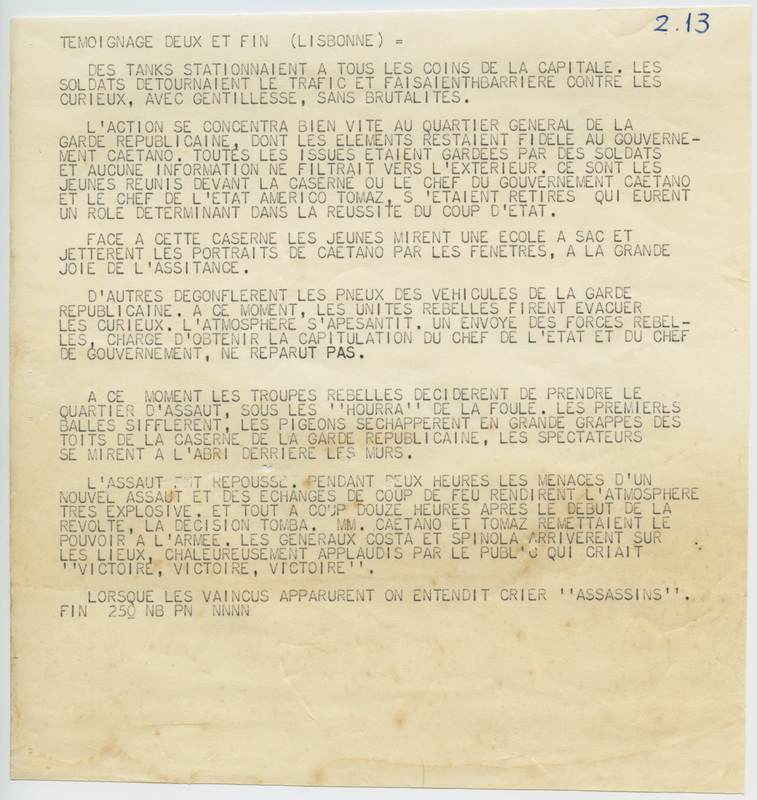 2.13
TEMOIGNAGE DEUX ET FIN (LISBONNE) =
DES TANKS STATIONNAIENT A TOUS LES COINS DE LA CAPITALE. LES
SOLDATS DETOURNAIENT LE TRAFIC ET FAISAIENTHBARRIERE CONTRE LES
CURIEUX, AVEC GENTILLESSE, SANS BRUTALITES.
L'ACTION SE CONCENTRA BIEN VITE AU QUARTIER GENERAL DE LA
GARDE REPUBLICAINE, DONT LES ELEMENTS RESTAIENT FIDELE AU GOUVERNE-
MENT CAETANO. TOUTES LES ISSUES ETAIENT GARDEES PAR DES SOLDATS
ET AUCUNE INFORMATION NE FILTRAIT VERS L'EXTERIEUR. CE SONT LES
JEUNES REUNIS DEVANT LA CASERNE OU LE CHEF DU GOUVERNEMENT CAETANO
ET LE CHEF DE L'ETAT AMERICO TOMAZ, S 'ETAIENT RETIRES QUI EURENT
UN ROLE DETERMINANT DANS LA REUSSITE DU COUP D'ETAT.
FACE A CETTE CASERNE LES JEUNES MIRENT UNE ECOLE A SAC ET
JETTERENT LES PORTRAITS DE CAETANO PAR LES FENETRES, A LA GRANDE
JOIE DE L'ASSITANCE.
D'AUTRES DEGONFLERENT LES PNEUX DES VEHICULES DE LA GARDE
REPUBLICAINE. A CE MOMENT, LES UNITES REBELLES FIRENT EVACUER
LES CURIEUX. L'ATMOSPHERE S'APESANTIT. UN ENVOYE DES FORCES REBEL-
LES, CHARGE D'OBTENIR LA CAPITULATION DU CHEF DE L'ETAT ET DU CHEF
DE GOUVERNEMENT, NE REPARUT PAS.
A CE MOMENT LES TROUPES REBELLES DECIDERENT DE PRENDRE LE
QUARTIER D'ASSAUT, SOUS LES ''HOURRA'' DE LA FOULE. LES PREMIERES
BALLES SIFFLERENT, LES PIGEONS SECHAPPERENT EN GRANDE GRAPPES DES
TOITS DE LA CASERNE DE LA GARDE REPUBLICAINE, LES SPECTATEURS
SE MIRENT A L'ABRI DERRIERE LES MURS.
L'ASSAUT FUT REPOUSSE. PENDANT DEUX HEURES LES MENACES D'UN
NOUVEL ASSAUT ET DES ECHANGES DE COUP DE FEU RENDIRENT L'ATMOSPHERE
TRES EXPLOSIVE. ET TOUT A COUP DOUZE HEURES APRES LE DEBUT DE LA
REVOLTE, LA DECISION TOMBA. MM. CAETANO ET TOMAZ REMETTAIENT LE
POUVOIR A L'ARMEE. LES GENERAUX COSTA ET SPINOLA ARRIVERENT SUR
LES LIEUX, CHALEUREUSEMENT APPLAUDIS PAR LE PUBLIC QUI CRIAIT
''VICTOIRE, VICTOIRE, VICTOIRE''.
LORSQUE LES VAINCUS APPARURENT ON ENTENDIT CRIER ''ASSASSINS''.
FIN 250 NB PN NNNN